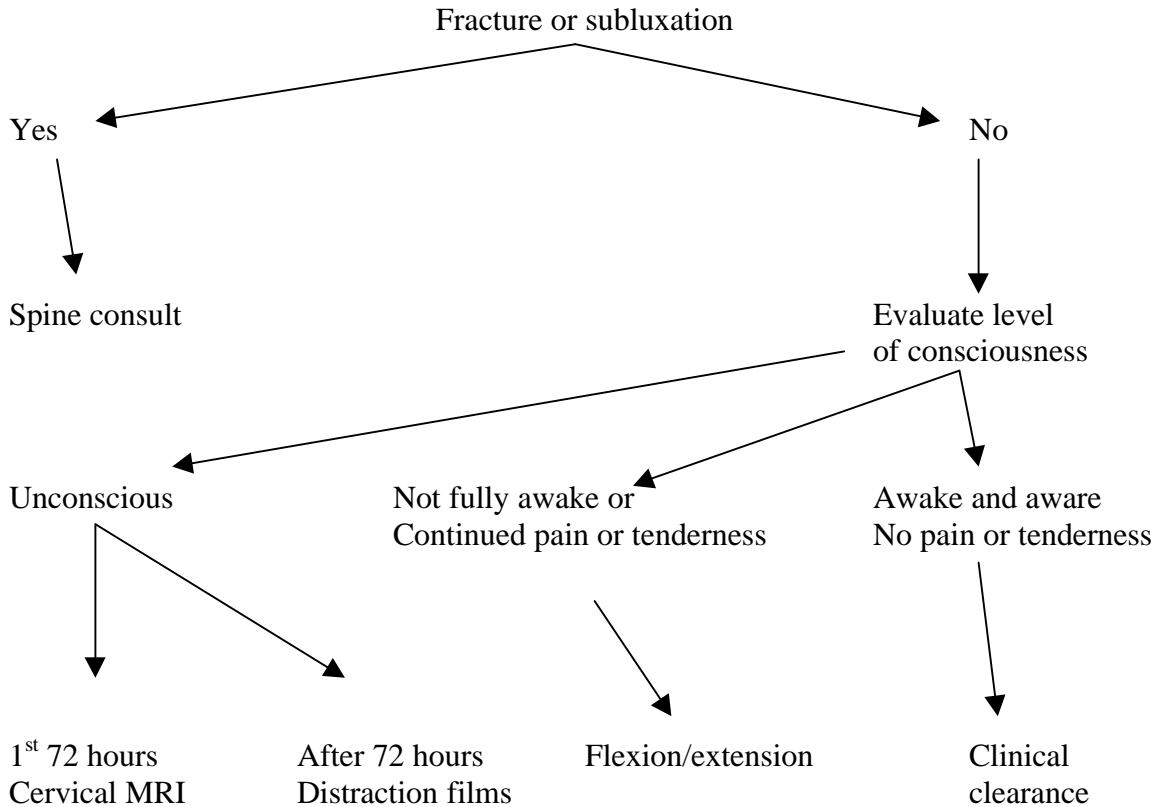 Fracture or subluxation
Yes
No
Spine consult
Evaluate level
of consciousness
Unconscious
Not fully awake or
Continued pain or tenderness
Awake and aware
No pain or tenderness
1st 72 hours
Cervical MRI
After 72 hours
Distraction films
Flexion/extension
Clinical
clearance